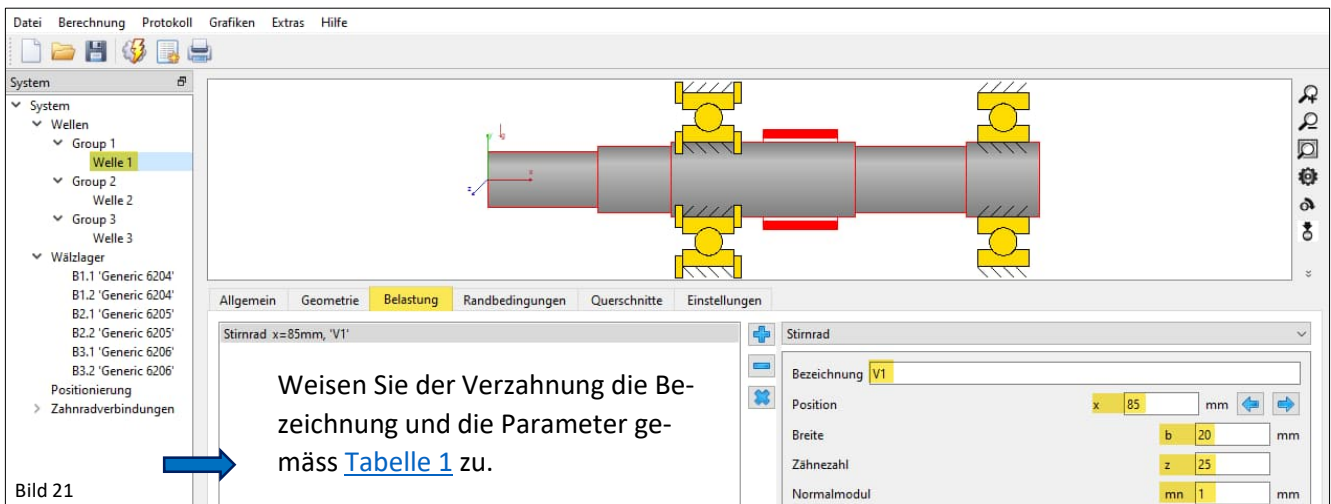 Datei Berechnung Protokoll Grafiken Extras Hilfe
System
System
Wellen
Group 1
Welle 1
Group 2
Welle 2
Group 3
Welle 3
Wälzlager
B1.1 'Generic 6204'
B1.2 'Generic 6204'
B2.1 'Generic 6205'
B2.2 'Generic 6205'
B3.1 'Generic 6206'
B3.2 'Generic 6206'
Positionierung
Zahnradverbindungen
y g
x
z
Allgemein Geometrie Belastung Randbedingungen Querschnitte Einstellungen
Stirnrad x=85mm, 'V1'
Weisen Sie der Verzahnung die Be-
zeichnung und die Parameter ge-
mäss Tabelle 1 zu.
Stirnrad
Bezeichnung V1
Position x 85 mm
Breite b 20 mm
Zähnezahl z 25
Normalmodul mn 1 mm
Bild 21